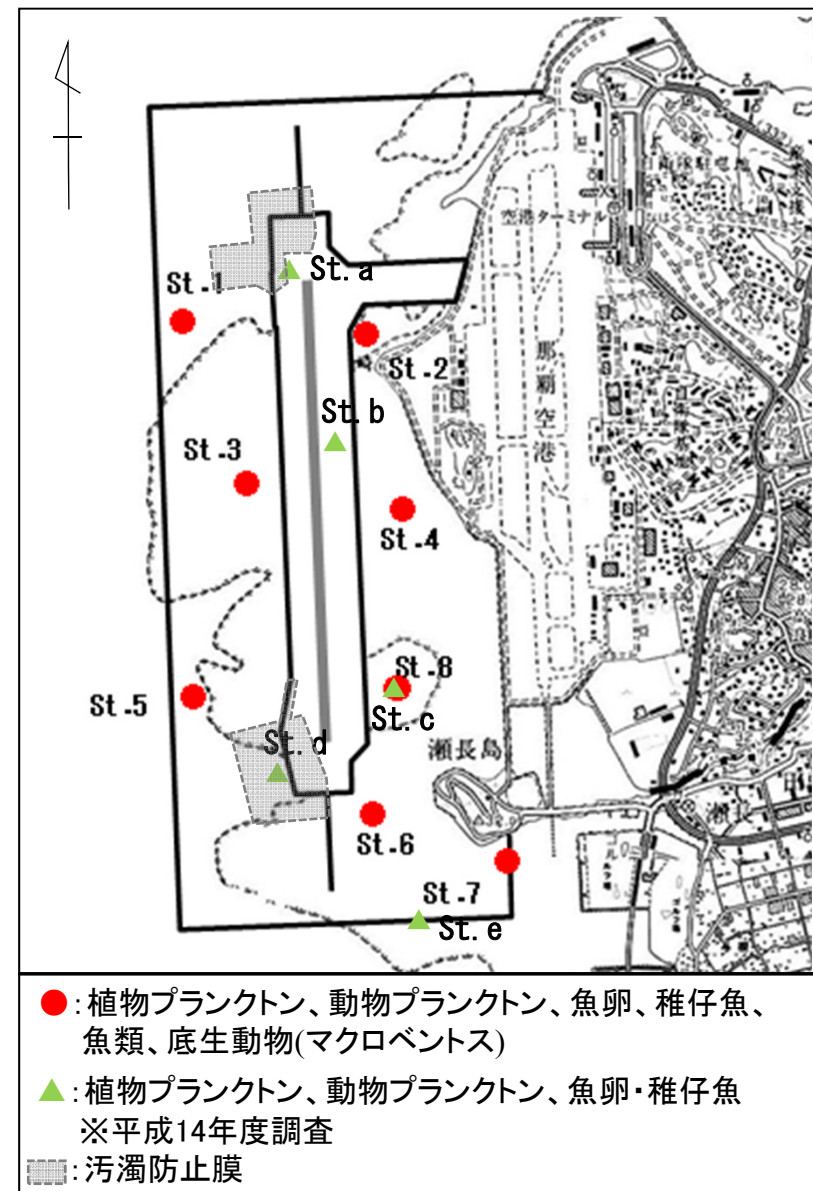 空港ターミナル
St.a
St.1
St.2
那覇空港
St.b
St.3
St.4
St.8
St.5
St.c
瀬長島
St.d
St.6
St.7
St.e
●:植物プランクトン、動物プランクトン、魚卵、稚仔魚、
魚類、底生動物(マクロベントス)
▲:植物プランクトン、動物プランクトン、魚卵・稚仔魚
※平成14年度調査
:汚濁防止膜